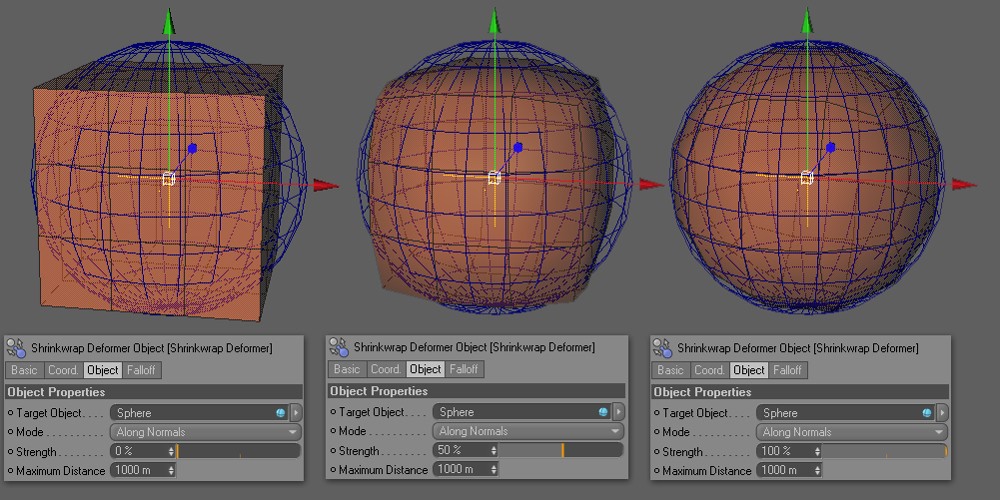 Shrinkwrap Deformer Object [Shrinkwrap Deformer]
Basic Coord. Object Falloff
Object Properties
Target Object Sphere
Mode Along Normals
Strength 0 %
Maximum Distance 1000 m
Shrinkwrap Deformer Object [Shrinkwrap Deformer]
Basic Coord. Object Falloff
Object Properties
Target Object Sphere
Mode Along Normals
Strength 50 %
Maximum Distance 1000 m
Shrinkwrap Deformer Object [Shrinkwrap Deformer]
Basic Coord. Object Falloff
Object Properties
Target Object Sphere
Mode Along Normals
Strength 100 %
Maximum Distance 1000 m